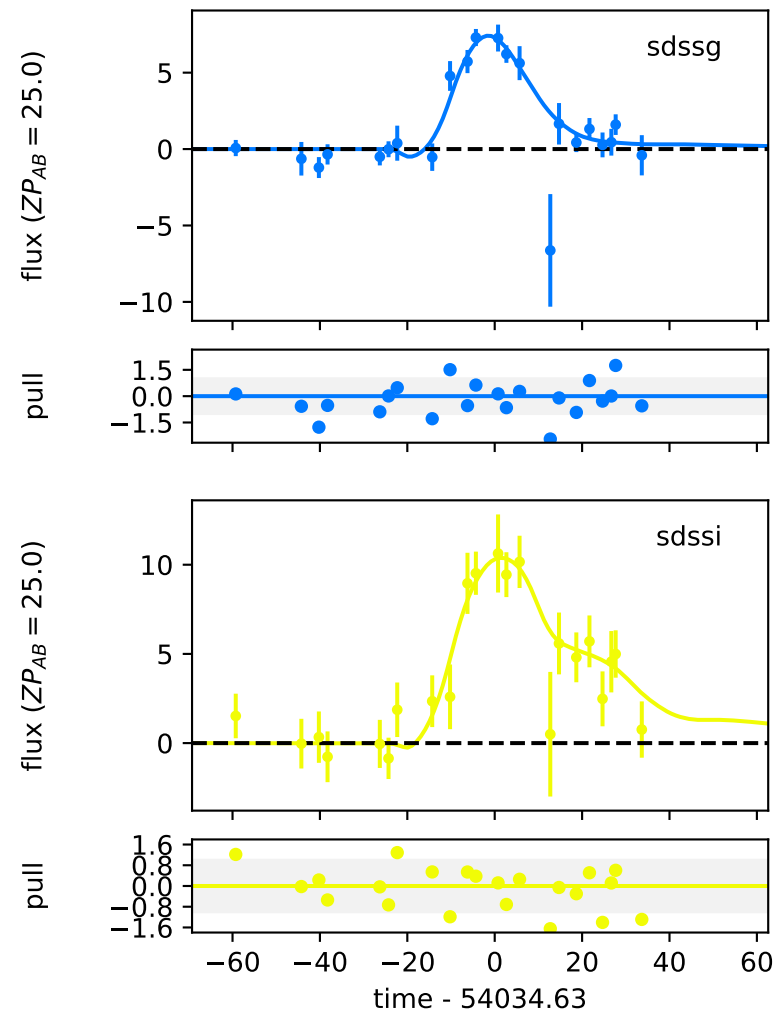 sdssg
flux (ZP_AB = 25.0)
5
0
−5
−10
pull
1.5
0.0
−1.5
sdssi
flux (ZP_AB = 25.0)
10
5
0
pull
1.6
0.8
0.0
−0.8
−1.6
−60 −40 −20 0 20 40 60
time - 54034.63